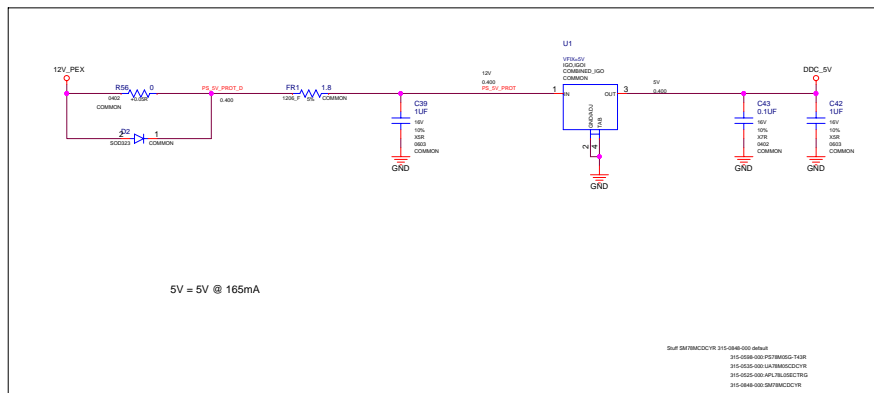 U1
VFIX=5V
IGO,IGOI
COMBINED_IGO
COMMON
12V_PEX
R56 0
0402 +0.05R
COMMON
PS_5V_PROT_D
0.400
FR1 1.8
1206_F 5% COMMON
12V
0.400
PS_5V_PROT
1 IN OUT 3
GND/ADJ
TAB
2
4
GND
5V
0.400
DDC_5V
D2 1
2
SOD323 COMMON
C39
1UF
16V
10%
X5R
0603
COMMON
GND
C43
0.1UF
16V
10%
X7R
0402
COMMON
GND
C42
1UF
16V
10%
X5R
0603
COMMON
GND
5V = 5V @ 165mA
Stuff SM78MCDCYR 315-0848-000 default
315-0598-000:PS78M05G-T43R
315-0535-000:UA78M05CDCYR
315-0525-000:APL78L05ECTRG
315-0848-000:SM78MCDCYR